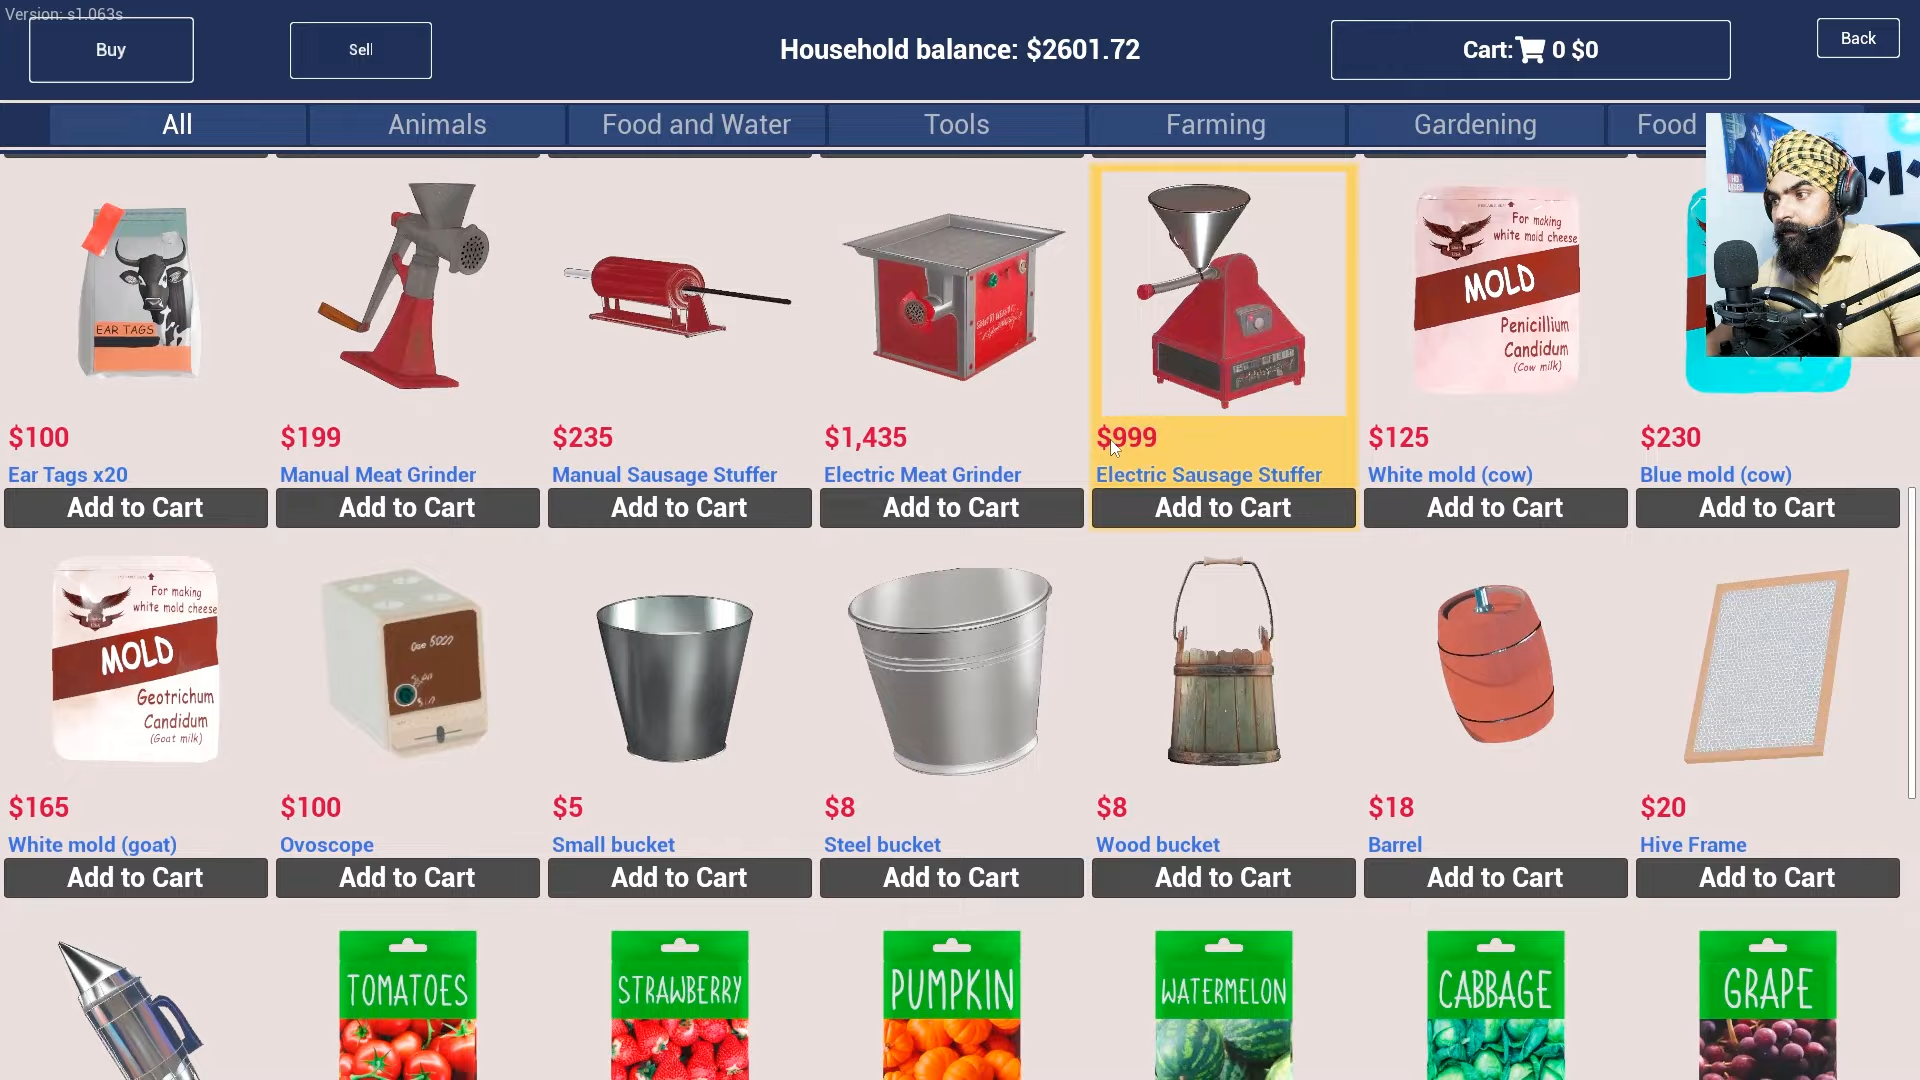 Version: s1.063s
Buy
Sell
Household balance: $2601.72
Cart: 0 $0
Back
All
Animals
Food and Water
Tools
Farming
Gardening
Food
EAR TAGS
For making
white mold cheese
MOLD
Penicillium
Candidum
(Cow milk)
$100
$199
$235
$1,435
$999
$125
$230
Ear Tags x20
Manual Meat Grinder
Manual Sausage Stuffer
Electric Meat Grinder
Electric Sausage Stuffer
White mold (cow)
Blue mold (cow)
Add to Cart
Add to Cart
Add to Cart
Add to Cart
Add to Cart
Add to Cart
Add to Cart
For making
white mold cheese
MOLD
Geotrichum
Candidum
(Goat milk)
$165
$100
$5
$8
$8
$18
$20
White mold (goat)
Ovoscope
Small bucket
Steel bucket
Wood bucket
Barrel
Hive Frame
Add to Cart
Add to Cart
Add to Cart
Add to Cart
Add to Cart
Add to Cart
Add to Cart
TOMATOES
STRAWBERRY
PUMPKIN
WATERMELON
CABBAGE
GRAPE